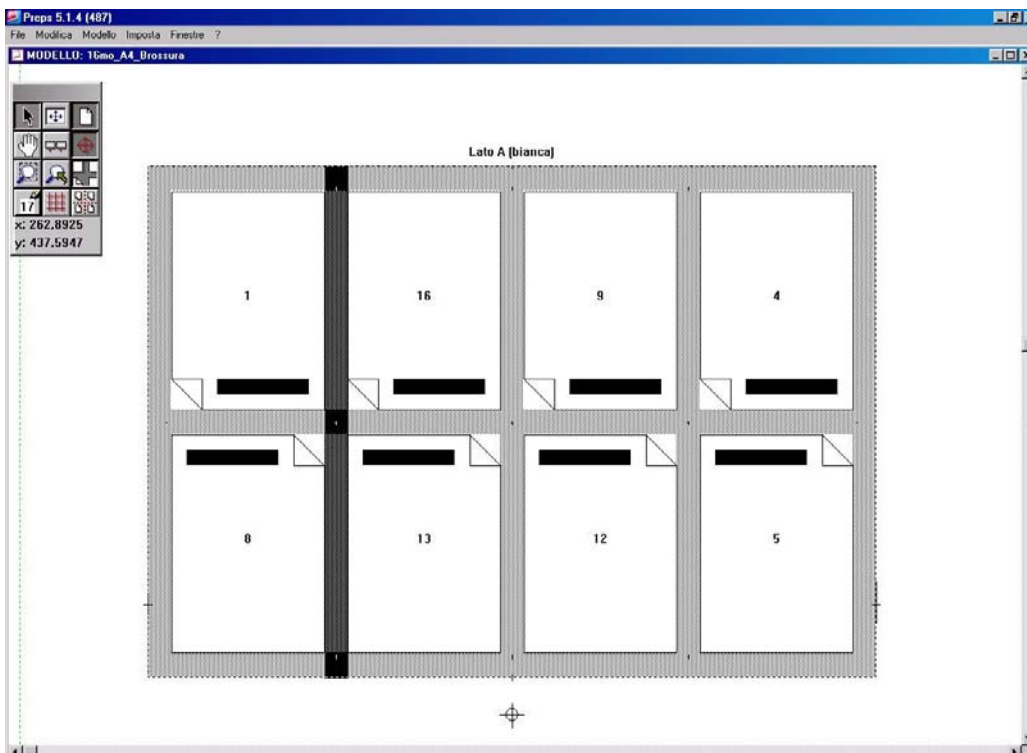 Preps 5.1.4 (487)
File Modifica Modello Imposta Finestre ?
MODELLO: 16mo_A4_Brossura
17
x: 262,8925
y: 437,5947
Lato A (bianca)
1 16 9 4
8 13 12 5